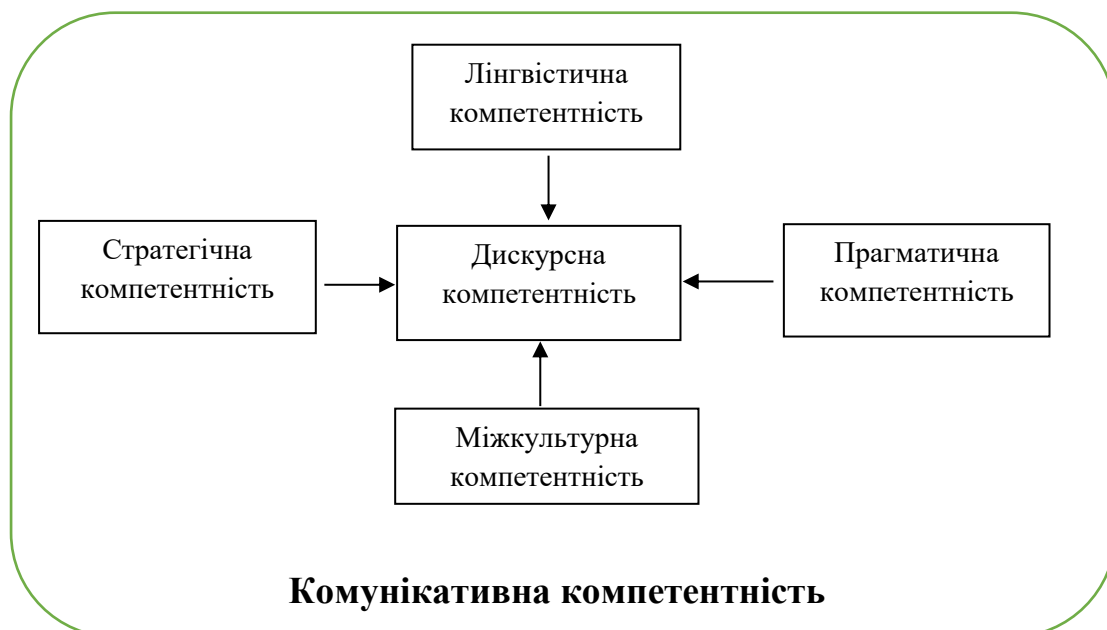 Лінгвістична
компетентність
Стратегічна
компетентність
Дискурсна
компетентність
Прагматична
компетентність
Міжкультурна
компетентність
Комунікативна компетентність